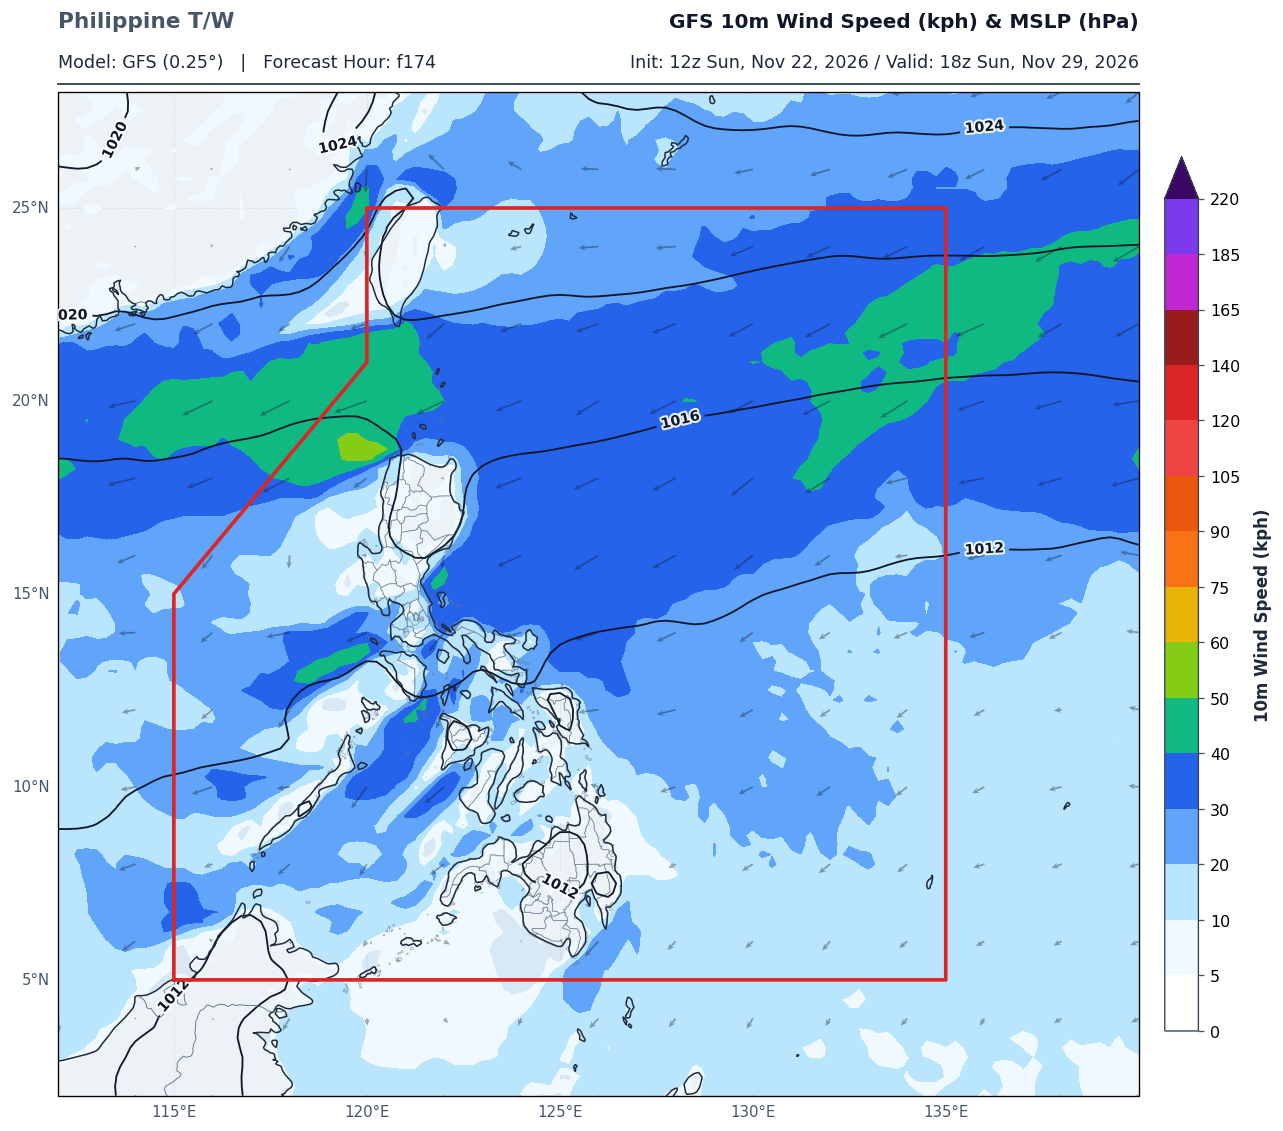 Philippine T/W
GFS 10m Wind Speed (kph) & MSLP (hPa)
Model: GFS (0.25°)   |   Forecast Hour: f174
Init: 12z Sun, Nov 22, 2026 / Valid: 18z Sun, Nov 29, 2026
1020
1024
1024
020
1016
1012
1012
1012
25°N
20°N
15°N
10°N
5°N
115°E
120°E
125°E
130°E
135°E
220
185
165
140
120
105
90
75
60
50
40
30
20
10
5
0
10m Wind Speed (kph)